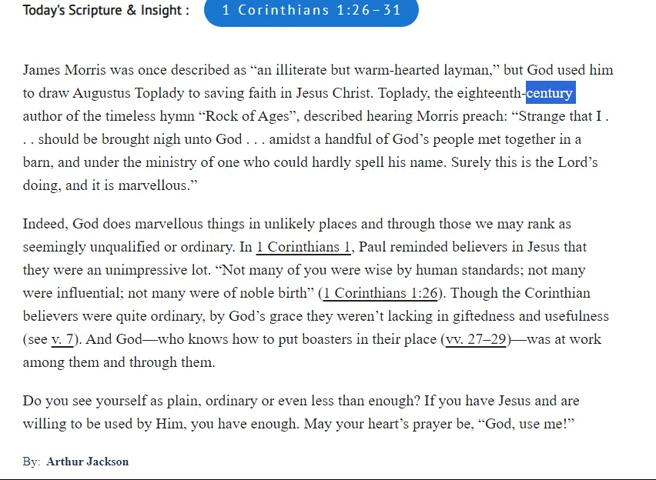 Today's Scripture & Insight : 1 Corinthians 1:26–31
James Morris was once described as “an illiterate but warm-hearted layman,” but God used him
to draw Augustus Toplady to saving faith in Jesus Christ. Toplady, the eighteenth-century
author of the timeless hymn “Rock of Ages”, described hearing Morris preach: “Strange that I .
. . should be brought nigh unto God . . . amidst a handful of God’s people met together in a
barn, and under the ministry of one who could hardly spell his name. Surely this is the Lord’s
doing, and it is marvellous.”
Indeed, God does marvellous things in unlikely places and through those we may rank as
seemingly unqualified or ordinary. In 1 Corinthians 1, Paul reminded believers in Jesus that
they were an unimpressive lot. “Not many of you were wise by human standards; not many
were influential; not many were of noble birth” (1 Corinthians 1:26). Though the Corinthian
believers were quite ordinary, by God’s grace they weren’t lacking in giftedness and usefulness
(see v. 7). And God—who knows how to put boasters in their place (vv. 27–29)—was at work
among them and through them.
Do you see yourself as plain, ordinary or even less than enough? If you have Jesus and are
willing to be used by Him, you have enough. May your heart’s prayer be, “God, use me!”
By: Arthur Jackson